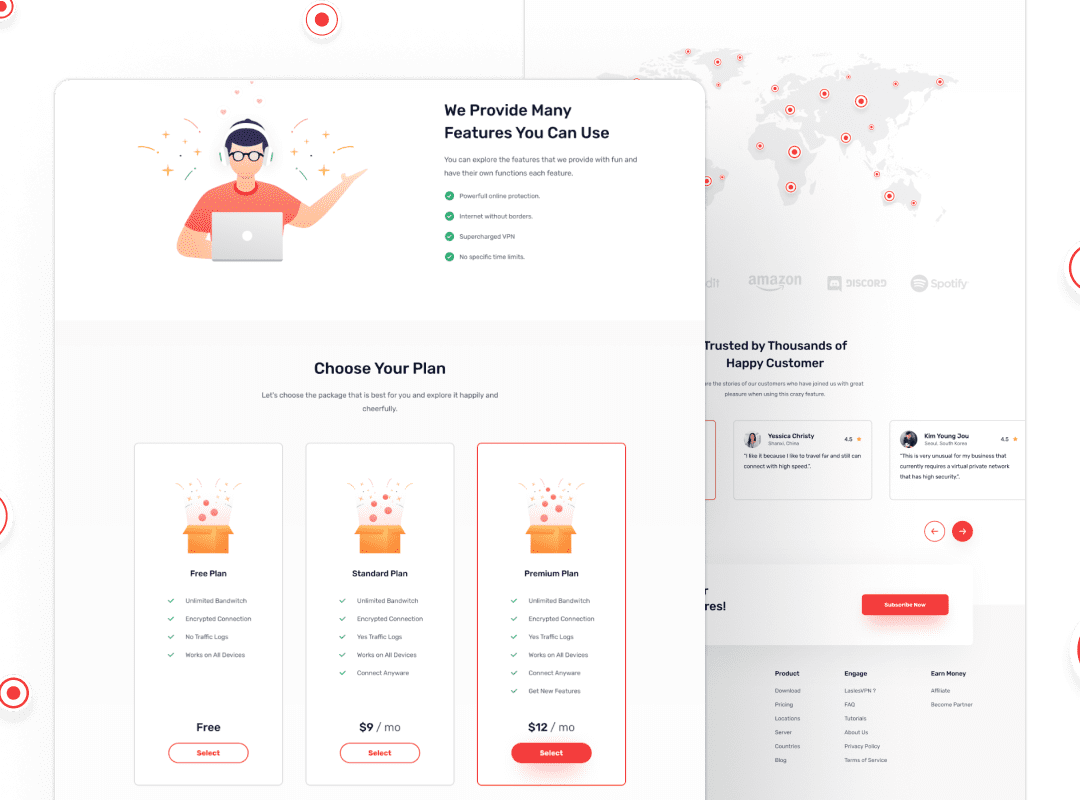 We Provide Many
Features You Can Use
You can explore the features that we provide with fun and
have their own functions each feature.
Powerfull online protection.
Internet without borders.
Supercharged VPN
No specific time limits.
Choose Your Plan
Let's choose the package that is best for you and explore it happily and
cheerfully.
Free Plan
Unlimited Bandwitch
Encrypted Connection
No Traffic Logs
Works on All Devices
Free
Select
Standard Plan
Unlimited Bandwitch
Encrypted Connection
Yes Traffic Logs
Works on All Devices
Connect Anyware
$9 / mo
Select
Premium Plan
Unlimited Bandwitch
Encrypted Connection
Yes Traffic Logs
Works on All Devices
Connect Anyware
Get New Features
$12 / mo
Select
dit
amazon
DISCORD
Spotify
Trusted by Thousands of
Happy Customer
are the stories of our customers who have joined us with great
pleasure when using this crazy feature.
Yessica Christy
4.5
"I like it because I like to travel far and still can
connect with high speed.".
Kim Young Jou
Seoul, South Korea
4.5
"This is very unusual for my business that
currently requires a virtual private network
that has high security.".
r
res!
Subscribe Now
Product
Download
Pricing
Locations
Server
Countries
Blog
Engage
LaslesVPN ?
FAQ
Tutorials
About Us
Privacy Policy
Terms of Service
Earn Money
Affiliate
Become Partner